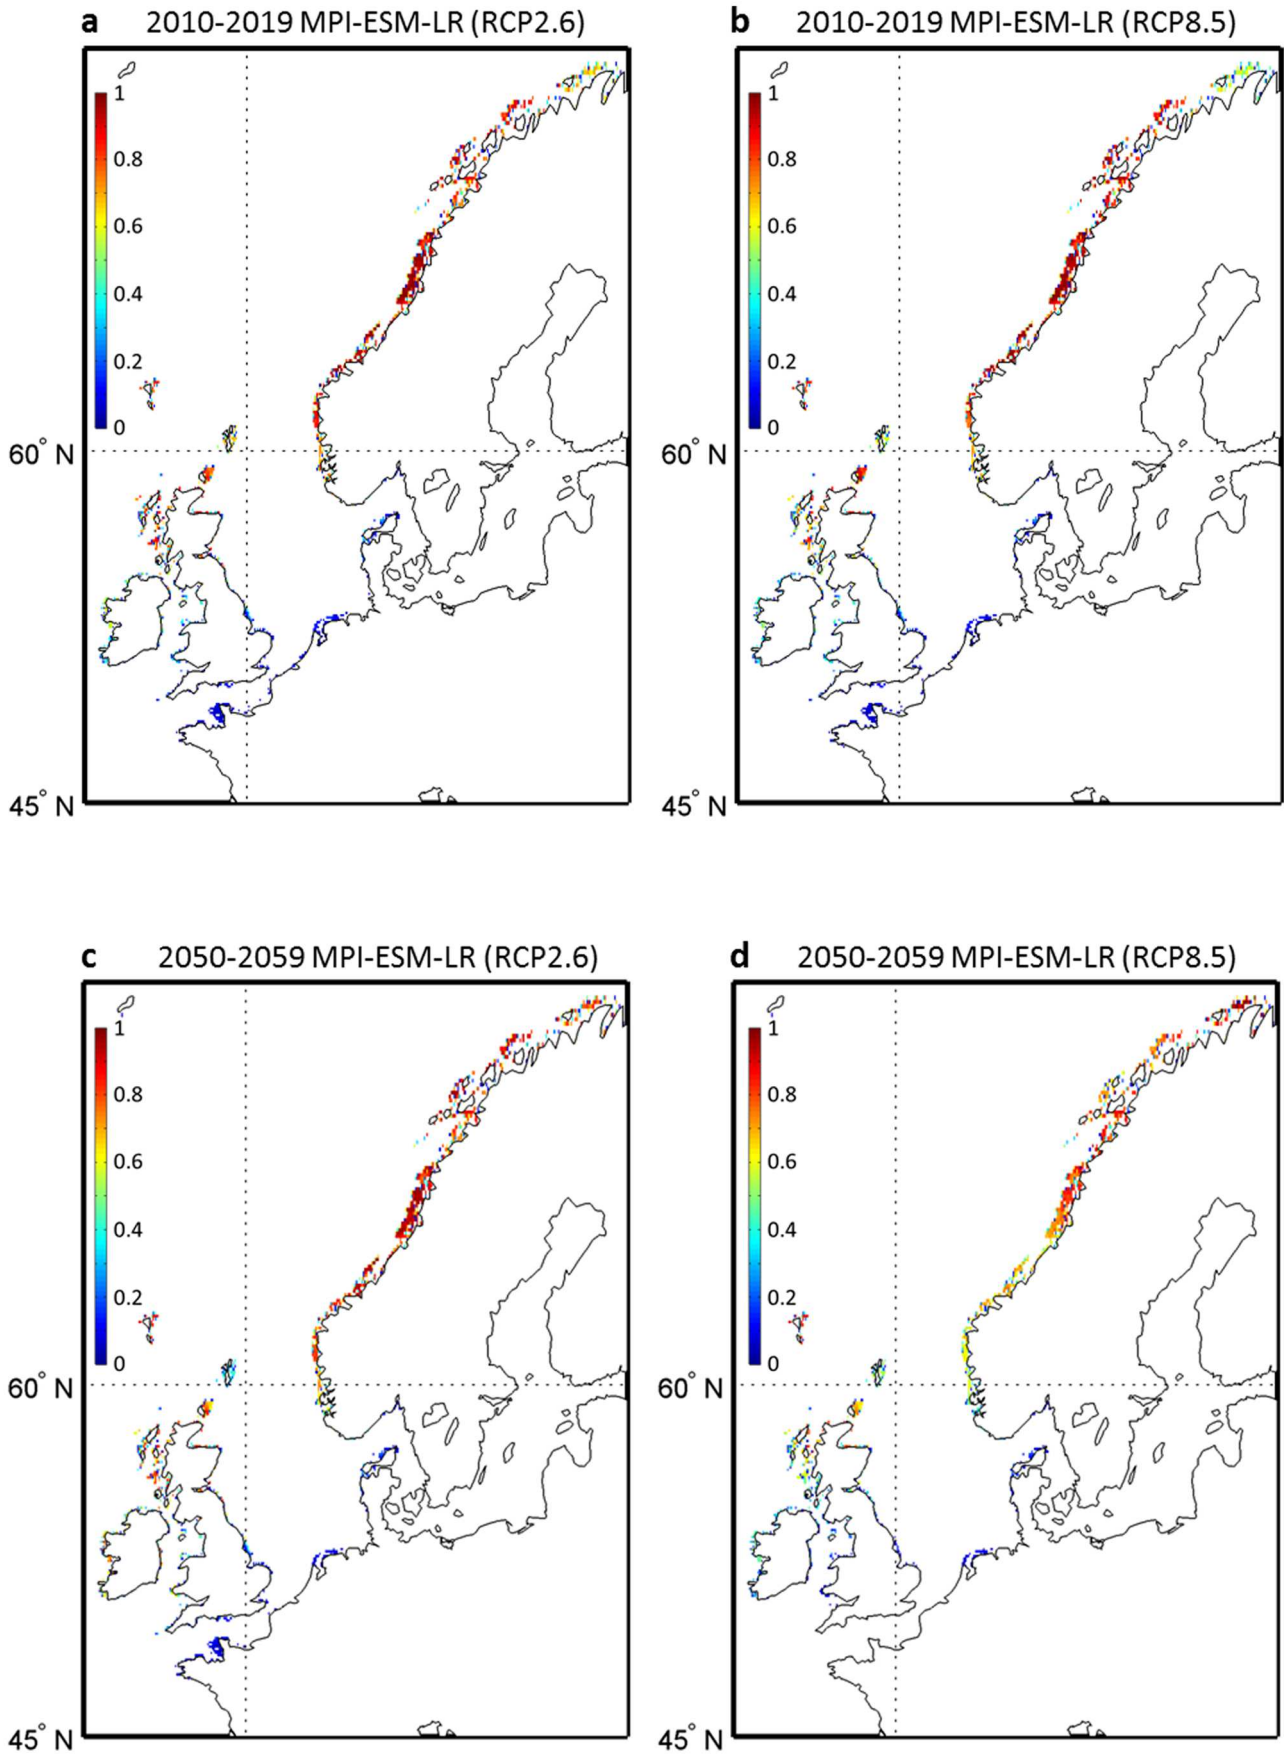 a 2010-2019 MPI-ESM-LR (RCP2.6)
1
0.8
0.6
0.4
0.2
0
60° N
45° N
b 2010-2019 MPI-ESM-LR (RCP8.5)
1
0.8
0.6
0.4
0.2
0
60° N
45° N
c 2050-2059 MPI-ESM-LR (RCP2.6)
1
0.8
0.6
0.4
0.2
0
60° N
45° N
d 2050-2059 MPI-ESM-LR (RCP8.5)
1
0.8
0.6
0.4
0.2
0
60° N
45° N